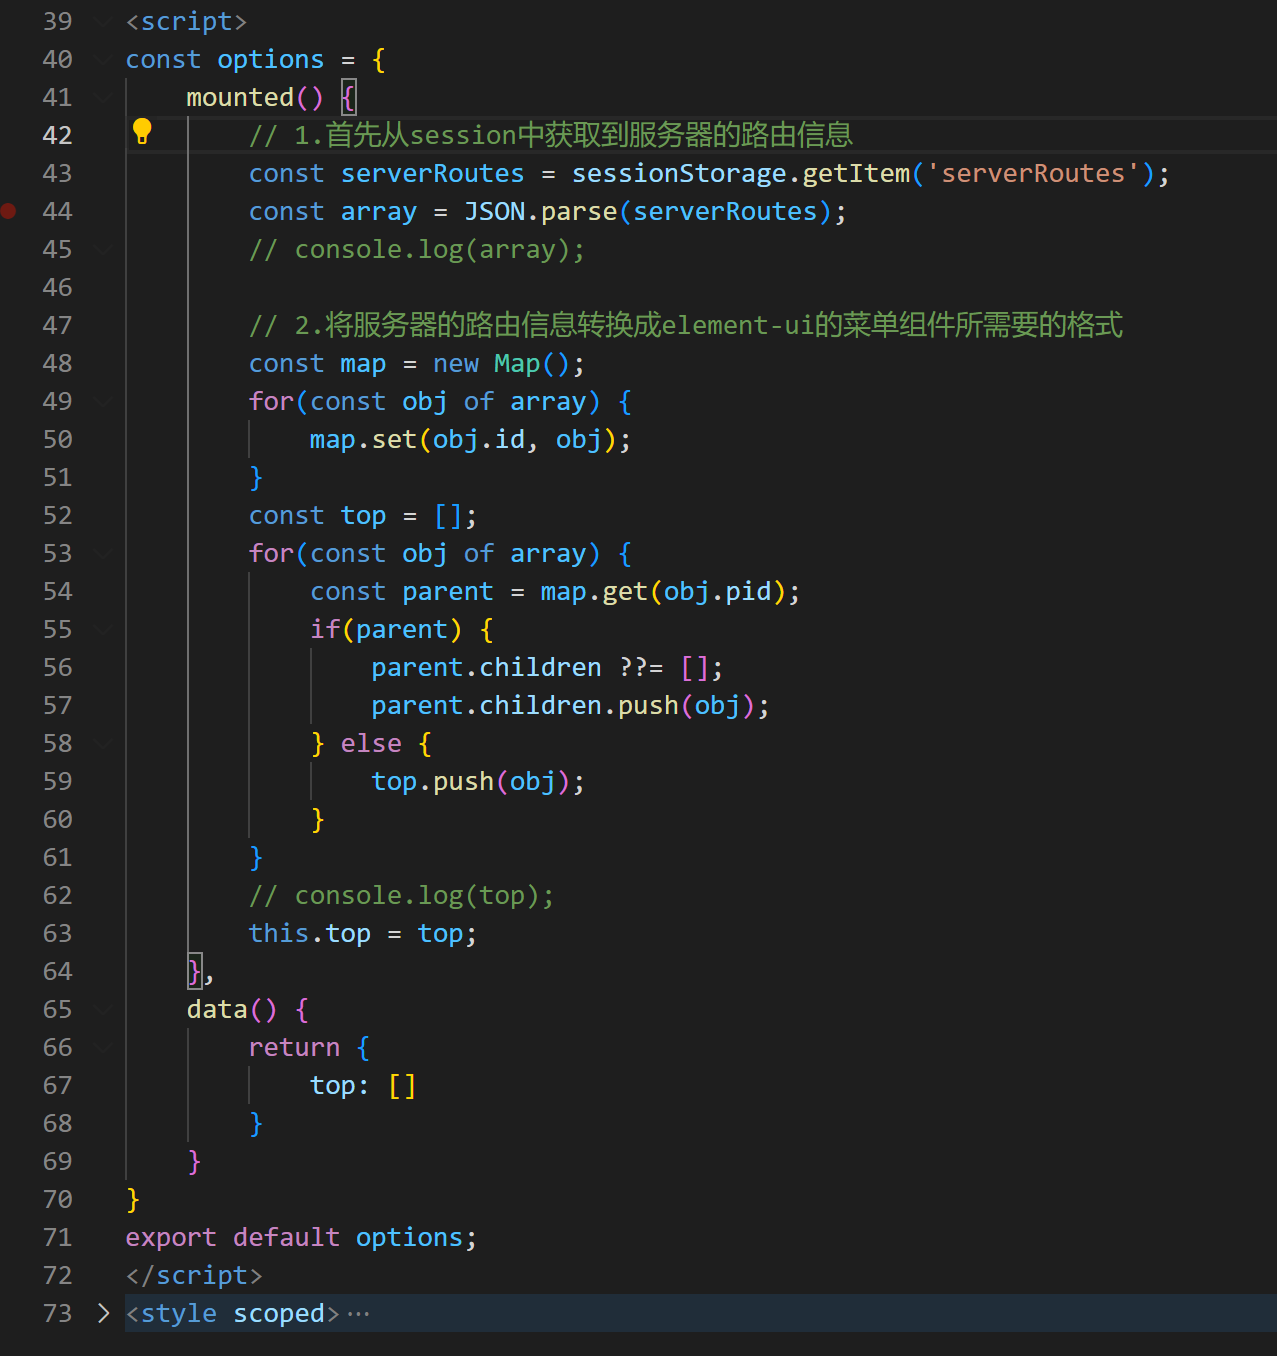 39 <script>
40 const options = {
41     mounted() {
42         // 1.首先从session中获取到服务器的路由信息
43         const serverRoutes = sessionStorage.getItem('serverRoutes');
44         const array = JSON.parse(serverRoutes);
45         // console.log(array);
46
47         // 2.将服务器的路由信息转换成element-ui的菜单组件所需要的格式
48         const map = new Map();
49         for(const obj of array) {
50             map.set(obj.id, obj);
51         }
52         const top = [];
53         for(const obj of array) {
54             const parent = map.get(obj.pid);
55             if(parent) {
56                 parent.children ??= [];
57                 parent.children.push(obj);
58             } else {
59                 top.push(obj);
60             }
61         }
62         // console.log(top);
63         this.top = top;
64     },
65     data() {
66         return {
67             top: []
68         }
69     }
70 }
71 export default options;
72 </script>
73 <style scoped>···